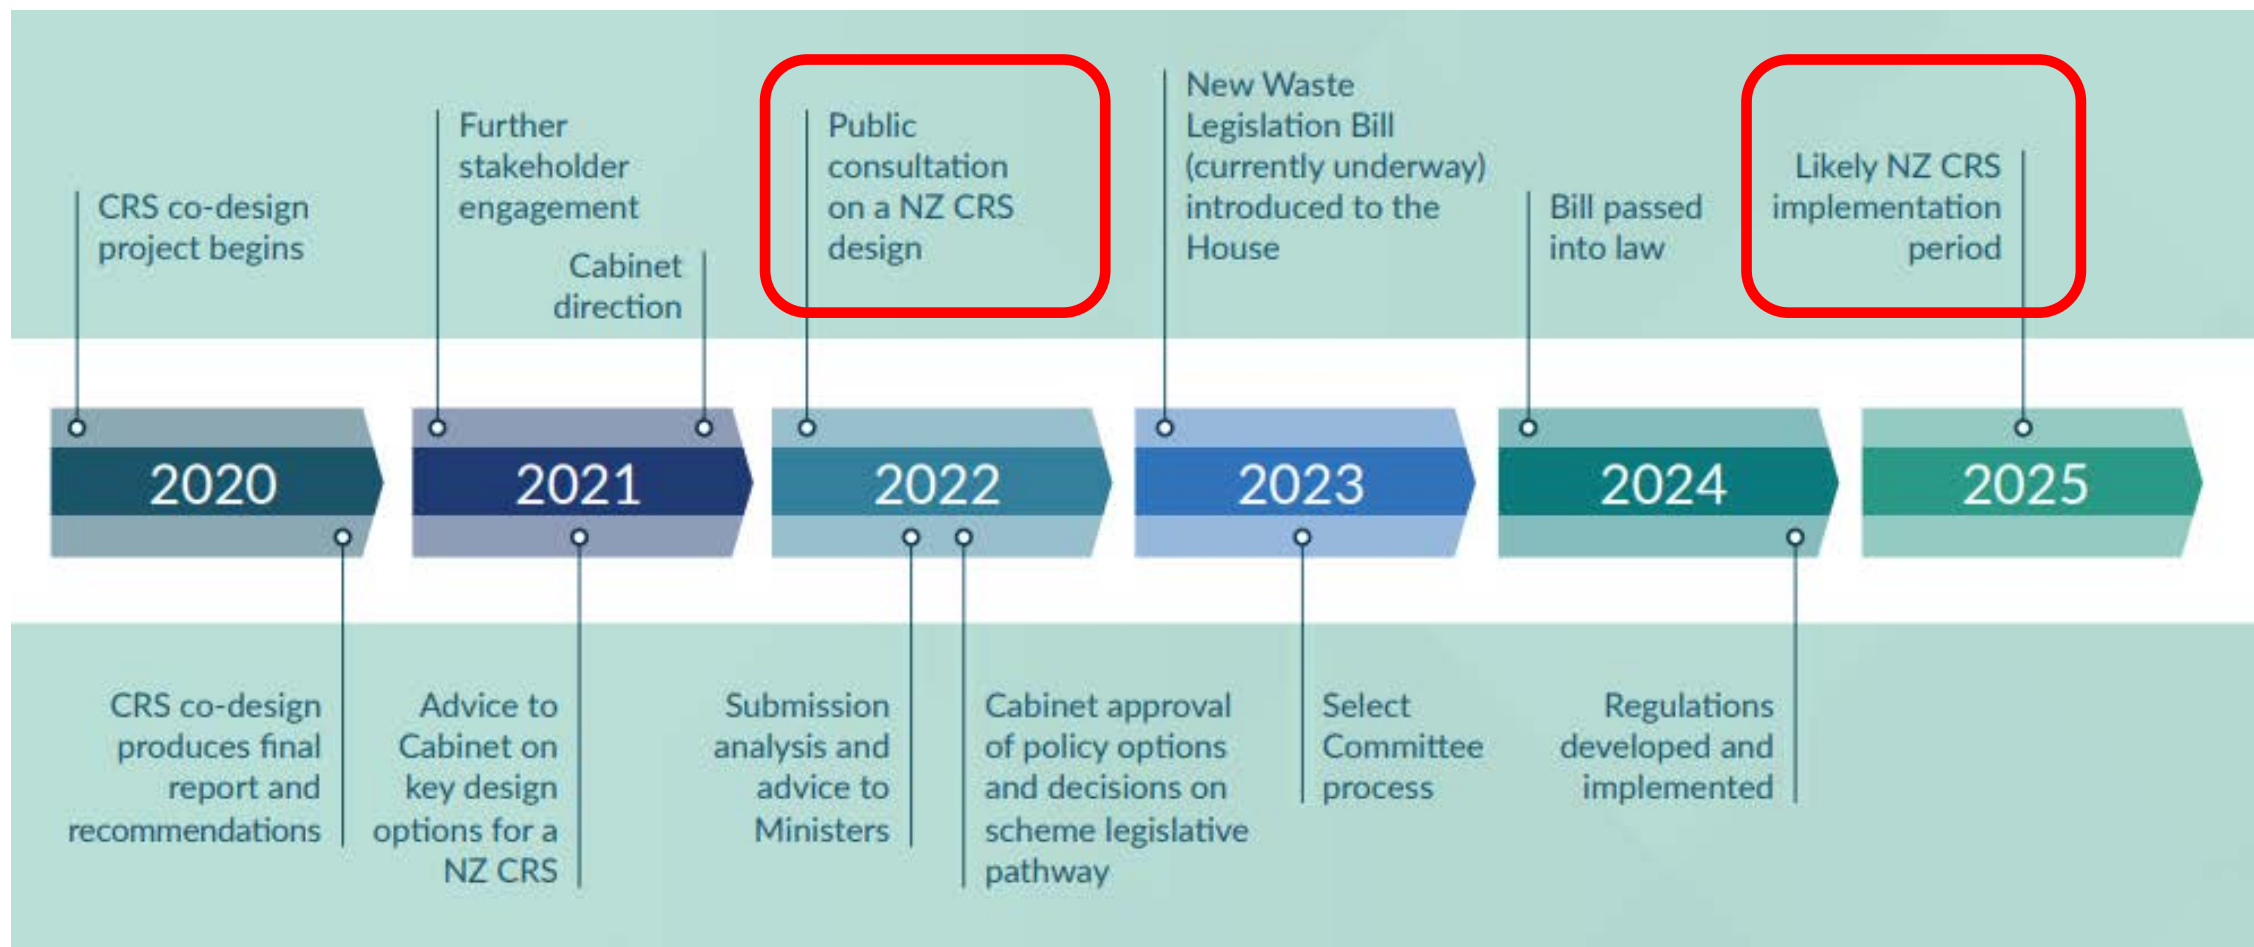 CRS co-design
project begins
Further
stakeholder
engagement
Cabinet
direction
Public
consultation
on a NZ CRS
design
New Waste
Legislation Bill
(currently underway)
introduced to the
House
Bill passed
into law
Likely NZ CRS
implementation
period
2020
2021
2022
2023
2024
2025
CRS co-design
produces final
report and
recommendations
Advice to
Cabinet on
key design
options for a
NZ CRS
Submission
analysis and
advice to
Ministers
Cabinet approval
of policy options
and decisions on
scheme legislative
pathway
Select
Committee
process
Regulations
developed and
implemented